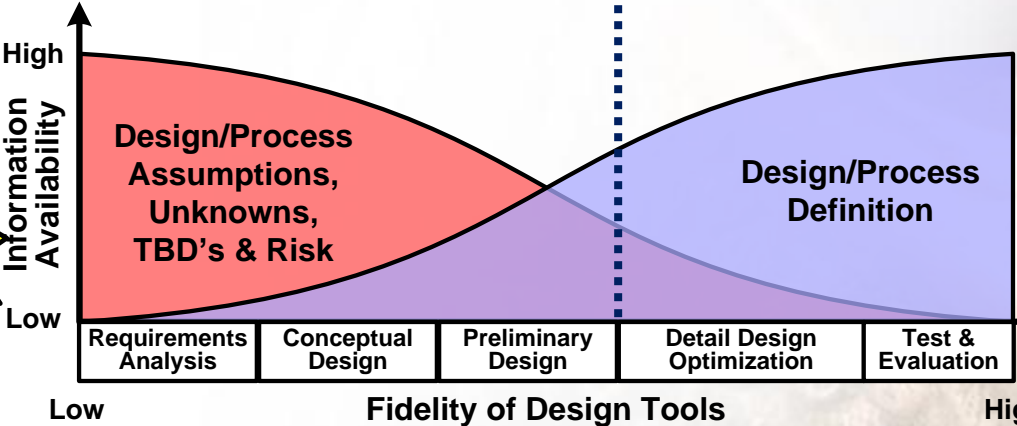 High
Information
Availability
Low
Design/Process
Assumptions,
Unknowns,
TBD's & Risk
Design/Process
Definition
Requirements
Analysis
Conceptual
Design
Preliminary
Design
Detail Design
Optimization
Test &
Evaluation
Low
Fidelity of Design Tools
Hig